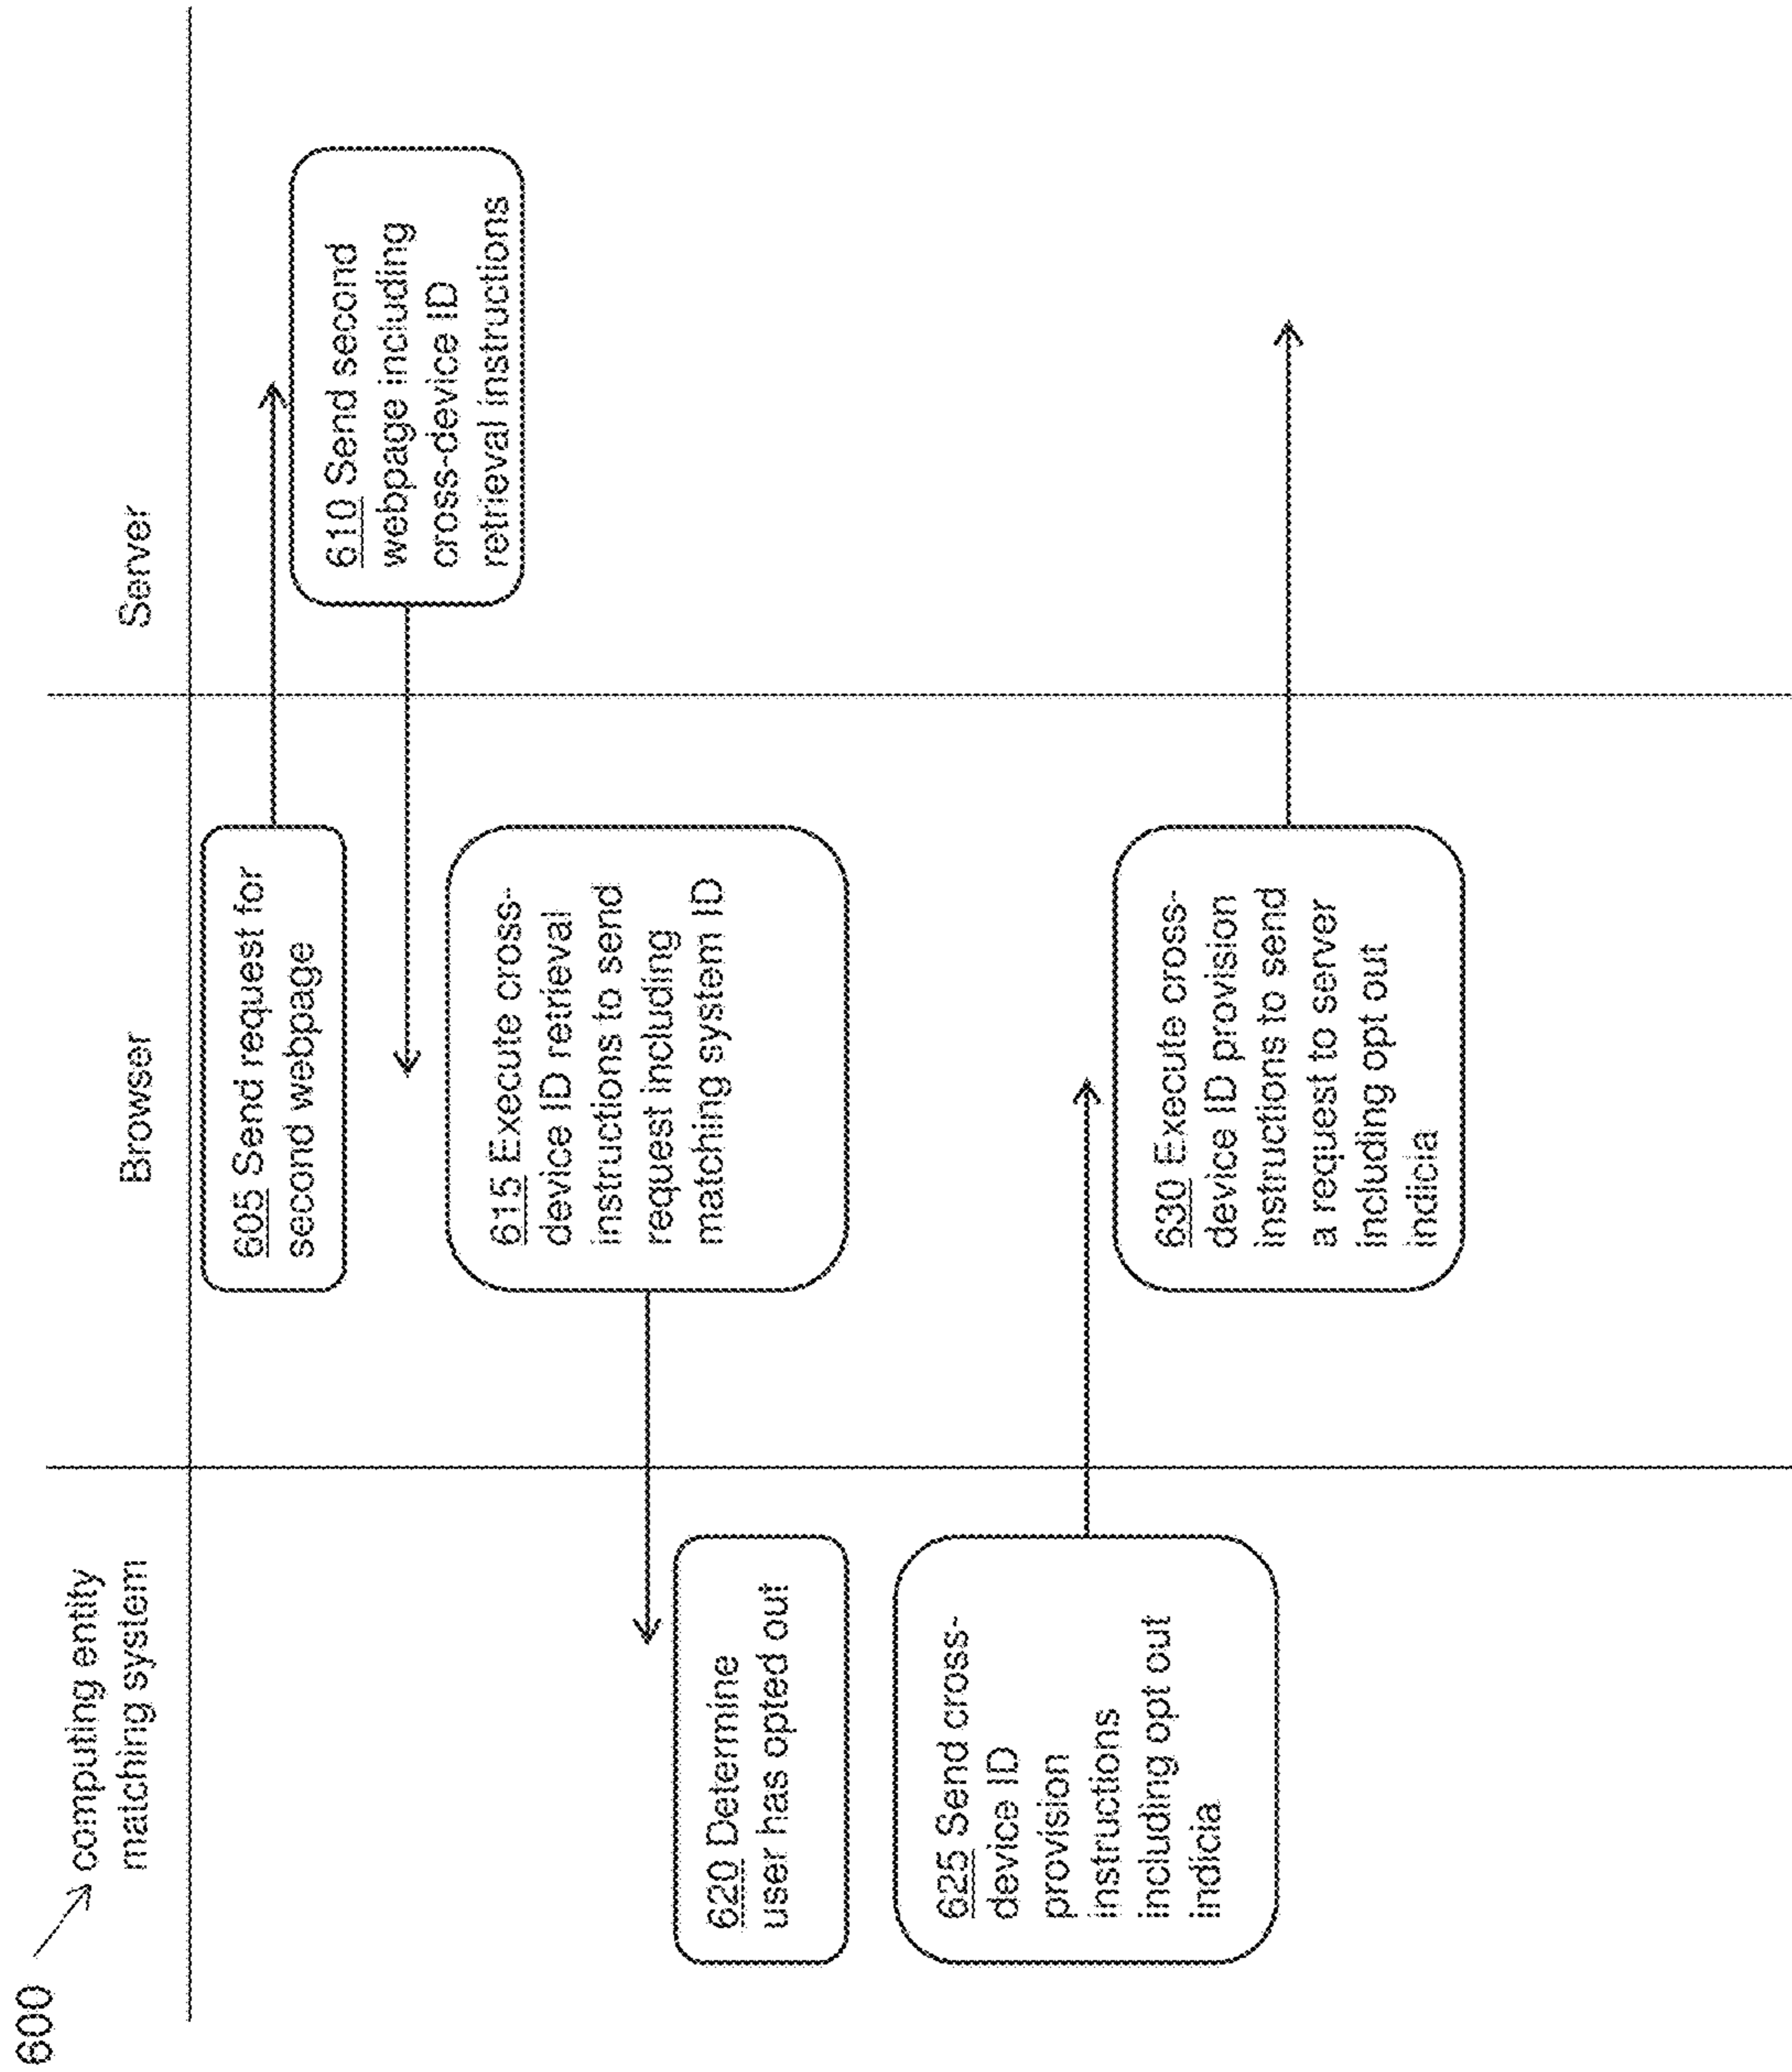 600
computing entity
matching system
Browser
Server
605 Send request for
second webpage
610 Send second
webpage including
cross-device ID
retrieval instructions
615 Execute cross-
device ID retrieval
instructions to send
request including
matching system ID
620 Determine
user has opted out
625 Send cross-
device ID
provision
instructions
including opt out
indicia
630 Execute cross-
device ID provision
instructions to send
a request to server
including opt out
indicia